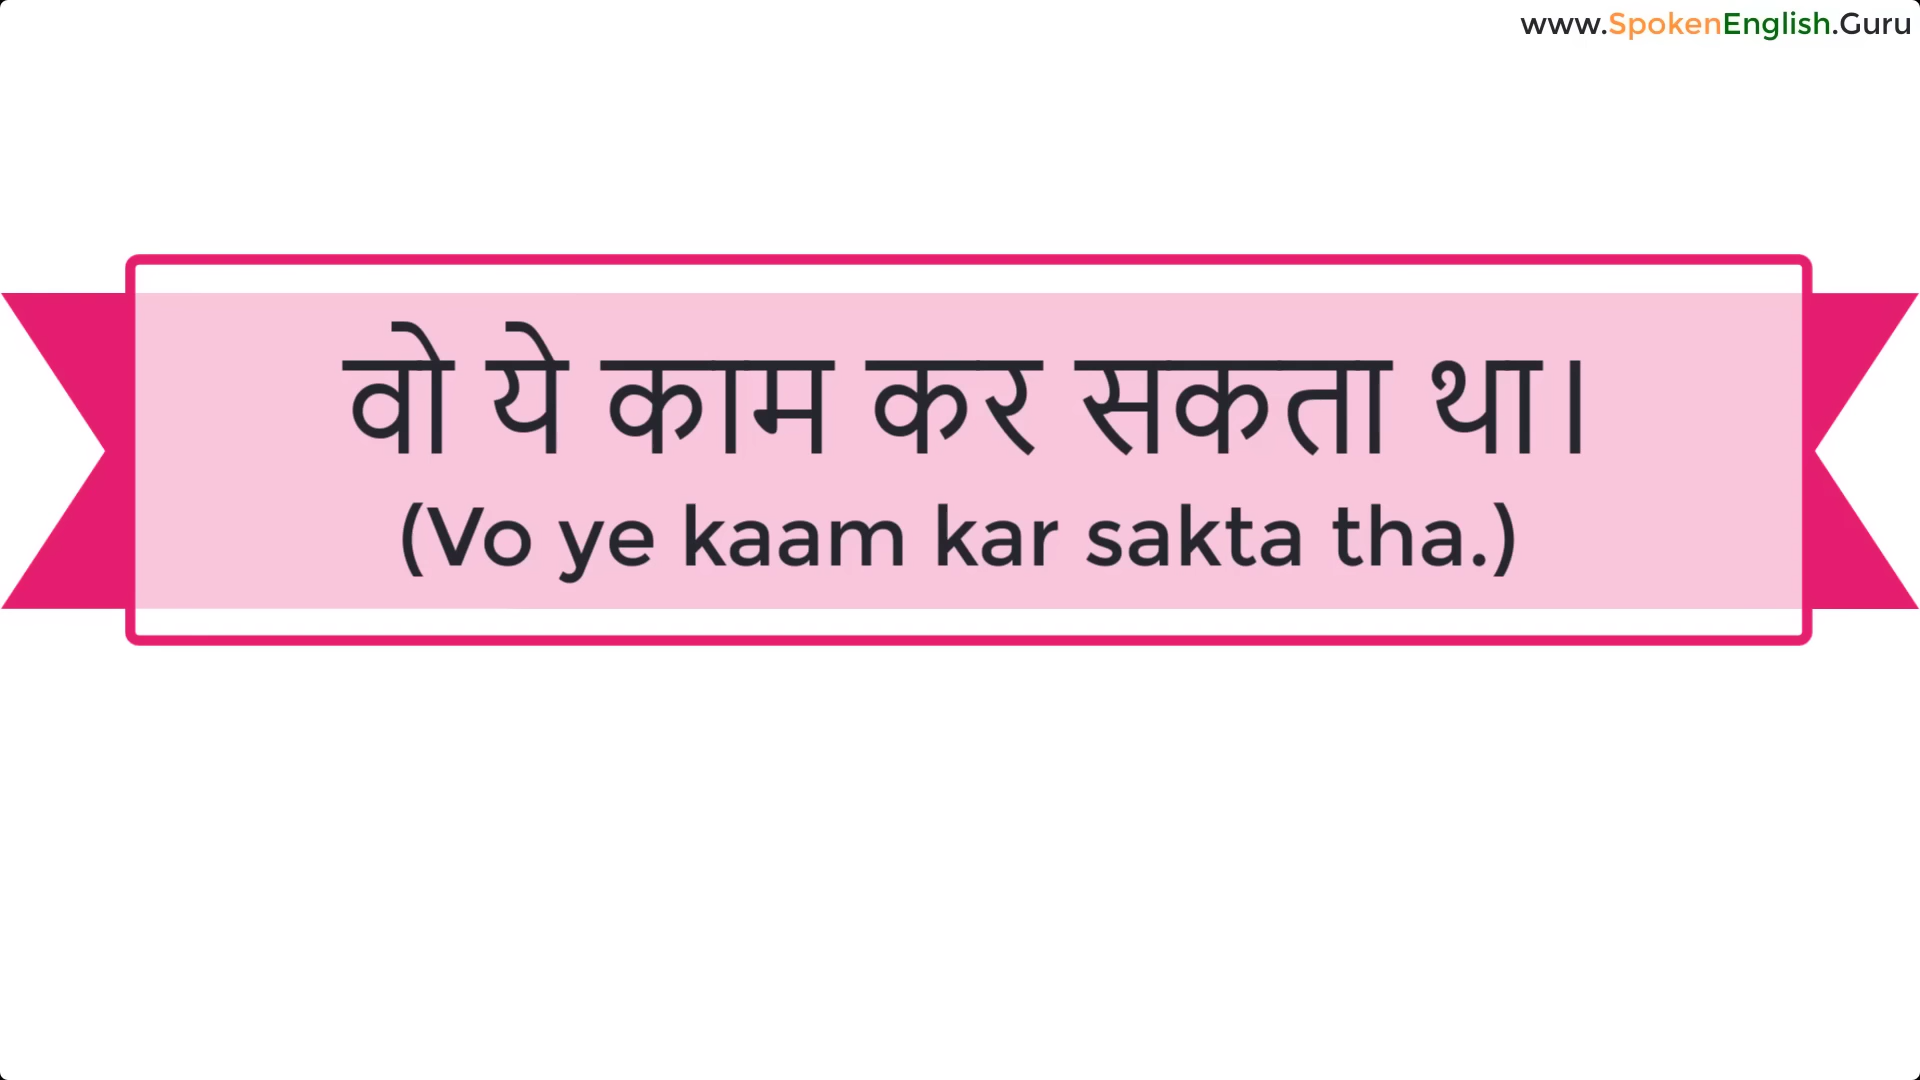 www.SpokenEnglish.Guru
वो ये काम कर सकता था।
(Vo ye kaam kar sakta tha.)